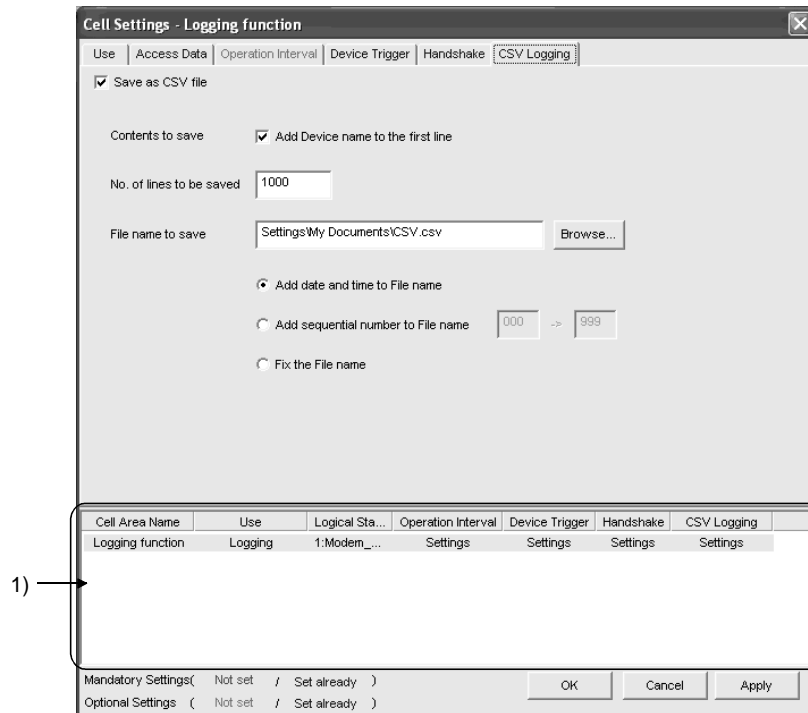 Cell Settings - Logging function
Use Access Data Operation Interval Device Trigger Handshake CSV Logging
Save as CSV file
Contents to save Add Device name to the first line
No. of lines to be saved 1000
File name to save Settings\My Documents\CSV.csv Browse...
Add date and time to File name
Add sequential number to File name 000 -> 999
Fix the File name
Cell Area Name Use Logical Sta... Operation Interval Device Trigger Handshake CSV Logging
Logging function Logging 1:Modem_... Settings Settings Settings Settings
1)
Mandatory Settings( Not set / Set already ) OK Cancel Apply
Optional Settings ( Not set / Set already )